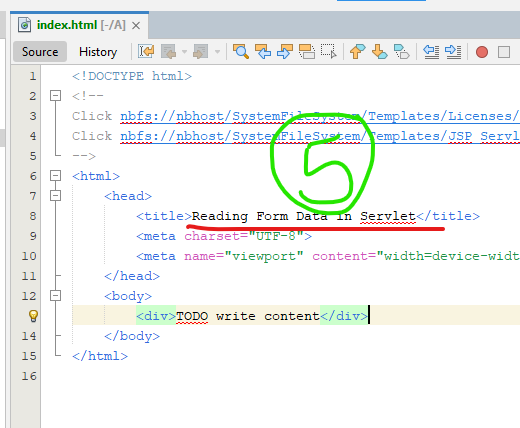 index.html [-/A]
Source History
1 <!DOCTYPE html>
2 <!--
3 Click nbfs://nbhost/SystemFileSystem/Templates/Licenses/
4 Click nbfs://nbhost/SystemFileSystem/Templates/JSP Servl
5 -->
6 <html>
7 <head>
8 <title>Reading Form Data in Servlet</title>
9 <meta charset="UTF-8">
10 <meta name="viewport" content="width=device-widt
11 </head>
12 <body>
<div>TODO write content</div>
14 </body>
15 </html>
16
5